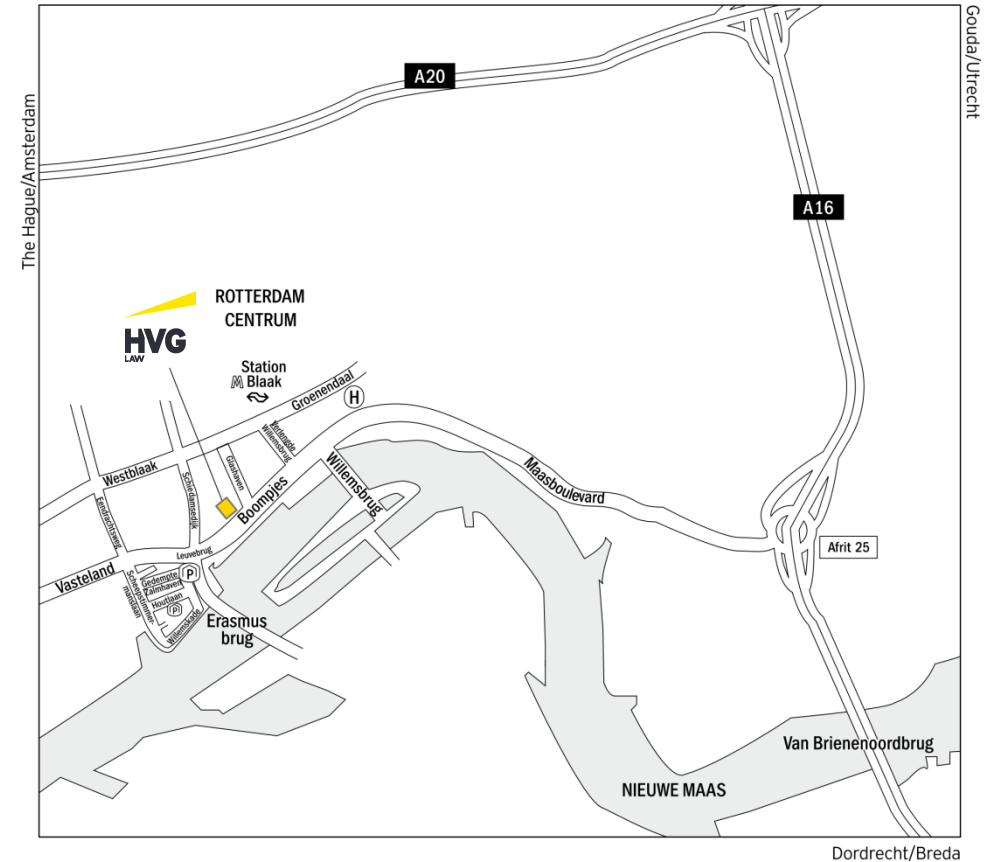 Gouda/Utrecht
A20
The Hague/Amsterdam
A16
ROTTERDAM
CENTRUM
HVG
LAW
Station
M Blaak
Groenendaal
H
Verlengde
Willemsbrug
Westblaak
Glashaven
Willemsbrug
Maasboulevard
Schiedamsedijk
Boompjes
Eendrachtsweg
Afrit 25
Leuvebrug
Vasteland
P
Gedempte
Zalmhaven
Scheepstimmer-
manslaan
Houtlaan
P
Willemskade
Erasmus
brug
Van Brienenoordbrug
NIEUWE MAAS
Dordrecht/Breda